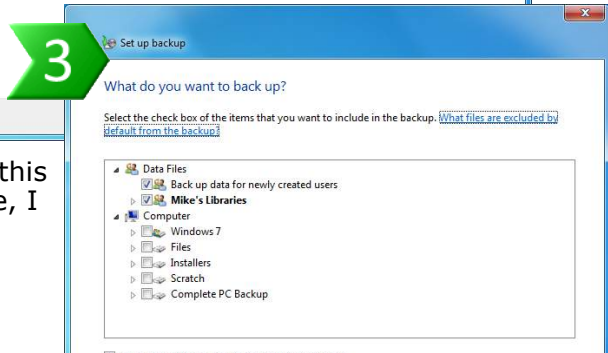 3
Set up backup
What do you want to back up?
Select the check box of the items that you want to include in the backup. What files are excluded by
default from the backup?
Data Files
Back up data for newly created users
Mike's Libraries
Computer
Windows 7
Files
Installers
Scratch
Complete PC Backup
this
e, I